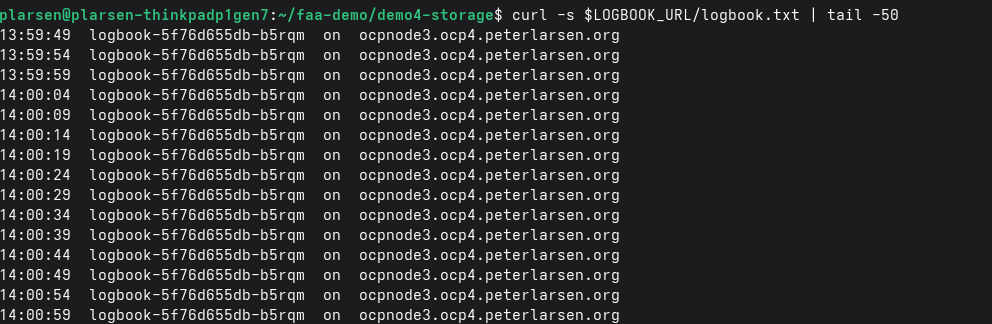 plarsen@plarsen-thinkpadp1gen7:~/faa-demo/demo4-storage$ curl -s $LOGBOOK_URL/logbook.txt | tail -50
13:59:49  logbook-5f76d655db-b5rqm  on  ocpnode3.ocp4.peterlarsen.org
13:59:54  logbook-5f76d655db-b5rqm  on  ocpnode3.ocp4.peterlarsen.org
13:59:59  logbook-5f76d655db-b5rqm  on  ocpnode3.ocp4.peterlarsen.org
14:00:04  logbook-5f76d655db-b5rqm  on  ocpnode3.ocp4.peterlarsen.org
14:00:09  logbook-5f76d655db-b5rqm  on  ocpnode3.ocp4.peterlarsen.org
14:00:14  logbook-5f76d655db-b5rqm  on  ocpnode3.ocp4.peterlarsen.org
14:00:19  logbook-5f76d655db-b5rqm  on  ocpnode3.ocp4.peterlarsen.org
14:00:24  logbook-5f76d655db-b5rqm  on  ocpnode3.ocp4.peterlarsen.org
14:00:29  logbook-5f76d655db-b5rqm  on  ocpnode3.ocp4.peterlarsen.org
14:00:34  logbook-5f76d655db-b5rqm  on  ocpnode3.ocp4.peterlarsen.org
14:00:39  logbook-5f76d655db-b5rqm  on  ocpnode3.ocp4.peterlarsen.org
14:00:44  logbook-5f76d655db-b5rqm  on  ocpnode3.ocp4.peterlarsen.org
14:00:49  logbook-5f76d655db-b5rqm  on  ocpnode3.ocp4.peterlarsen.org
14:00:54  logbook-5f76d655db-b5rqm  on  ocpnode3.ocp4.peterlarsen.org
14:00:59  logbook-5f76d655db-b5rqm  on  ocpnode3.ocp4.peterlarsen.org